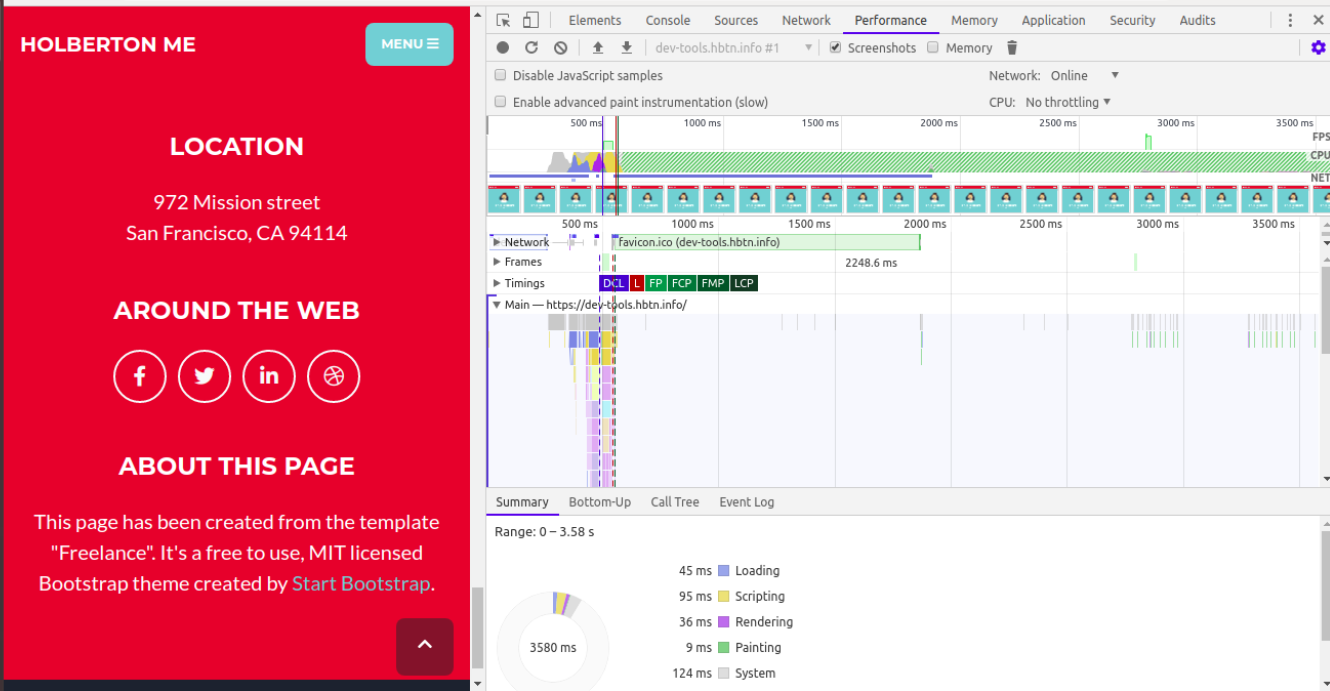 HOLBERTON ME
MENU
LOCATION
972 Mission street
San Francisco, CA 94114
AROUND THE WEB
ABOUT THIS PAGE
This page has been created from the template
"Freelance". It's a free to use, MIT licensed
Bootstrap theme created by Start Bootstrap.
Elements Console Sources Network Performance Memory Application Security Audits
dev-tools.hbtn.info #1 Screenshots Memory
Disable JavaScript samples Network: Online
Enable advanced paint instrumentation (slow) CPU: No throttling
500 ms 1000 ms 1500 ms 2000 ms 2500 ms 3000 ms 3500 ms
FPS
CPU
NET
500 ms 1000 ms 1500 ms 2000 ms 2500 ms 3000 ms 3500 ms
Network favicon.ico (dev-tools.hbtn.info)
Frames 2248.6 ms
Timings DCL L FP FCP FMP LCP
Main — https://dev-tools.hbtn.info/
Summary Bottom-Up Call Tree Event Log
Range: 0 – 3.58 s
45 ms Loading
95 ms Scripting
36 ms Rendering
3580 ms
9 ms Painting
124 ms System